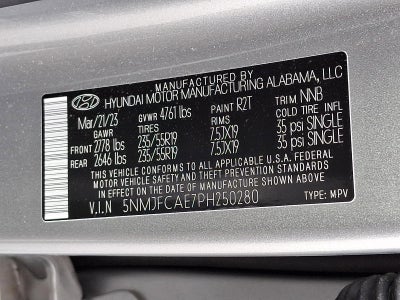 MANUFACTURED BY
HYUNDAI MOTOR MANUFACTURING ALABAMA, LLC
Mar/21/23 GVWR 4761 lbs PAINT R2T TRIM NNB
GAWR TIRES RIMS COLD TIRE INFL
FRONT 2778 lbs 235/55R19 7.5JX19 35 psi SINGLE
REAR 2646 lbs 235/55R19 7.5JX19 35 psi SINGLE
THIS VEHICLE CONFORMS TO ALL APPLICABLE U.S.A. FEDERAL
MOTOR VEHICLE SAFETY AND THEFT PREVENTION STANDARDS
IN EFFECT ON THE DATE OF MANUFACTURE SHOWN ABOVE.
V.I.N 5NMJFCAE7PH250280 TYPE: MPV